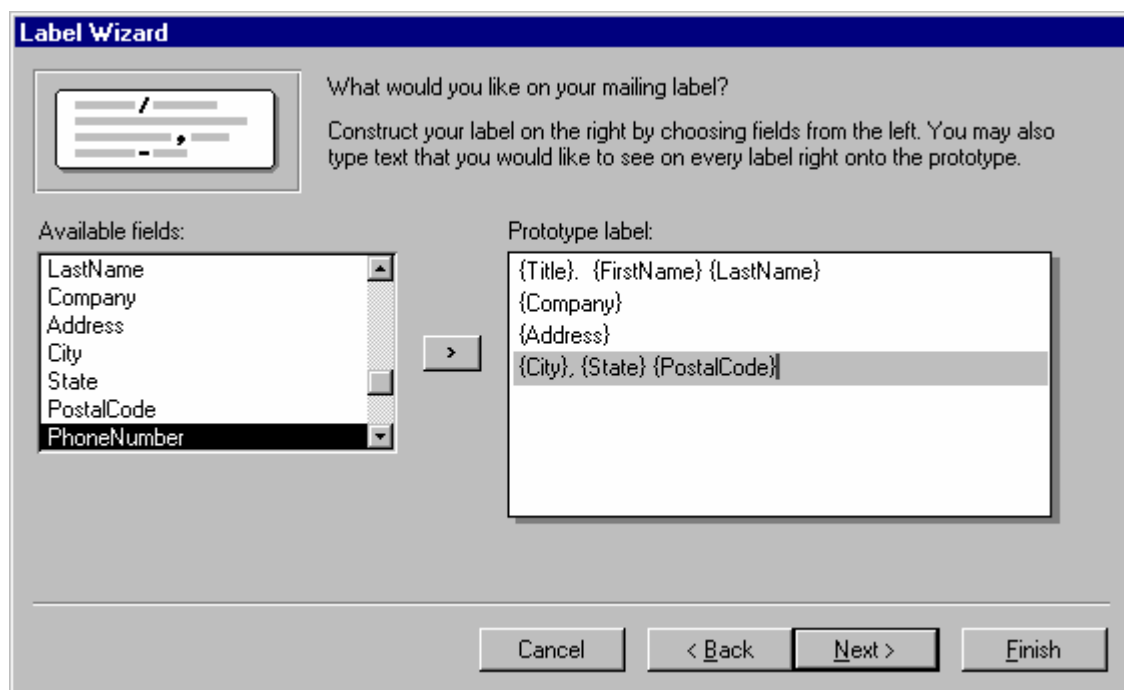 Label Wizard
What would you like on your mailing label?
Construct your label on the right by choosing fields from the left. You may also
type text that you would like to see on every label right onto the prototype.
Available fields:
LastName
Company
Address
City
State
PostalCode
PhoneNumber
>
Prototype label:
{Title}.  {FirstName} {LastName}
{Company}
{Address}
{City}, {State} {PostalCode}
Cancel
< Back
Next >
Finish